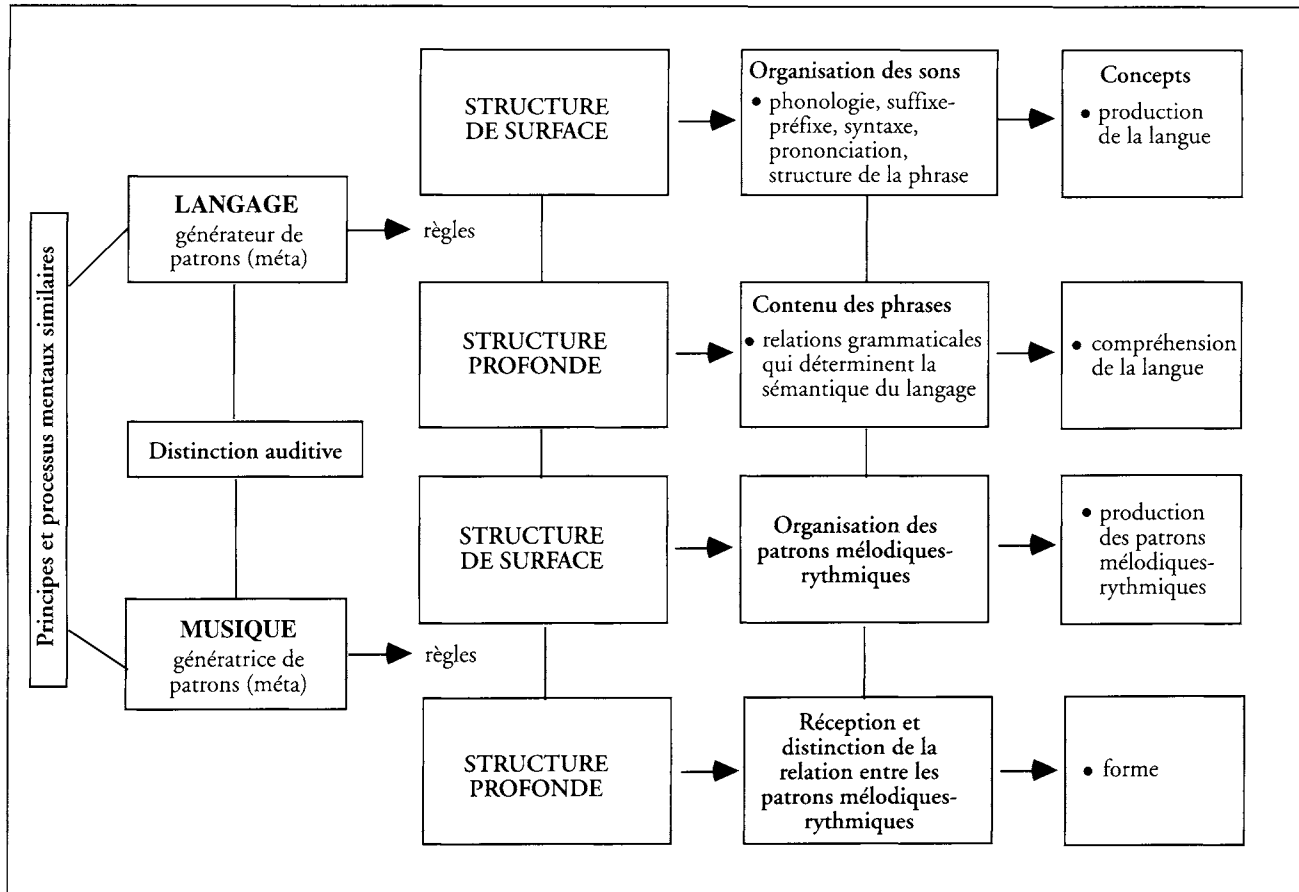 Principes et processus mentaux similaires
LANGAGE
générateur de
patrons (méta)
règles
Distinction auditive
MUSIQUE
génératrice de
patrons (méta)
règles
STRUCTURE
DE SURFACE
Organisation des sons
• phonologie, suffixe-
préfixe, syntaxe,
prononciation,
structure de la phrase
Concepts
• production
de la langue
STRUCTURE
PROFONDE
Contenu des phrases
• relations grammaticales
qui déterminent la
sémantique du langage
• compréhension
de la langue
STRUCTURE
DE SURFACE
Organisation des
patrons mélodiques-
rythmiques
• production
des patrons
mélodiques-
rythmiques
STRUCTURE
PROFONDE
Réception et
distinction de la
relation entre les
patrons mélodiques-
rythmiques
• forme